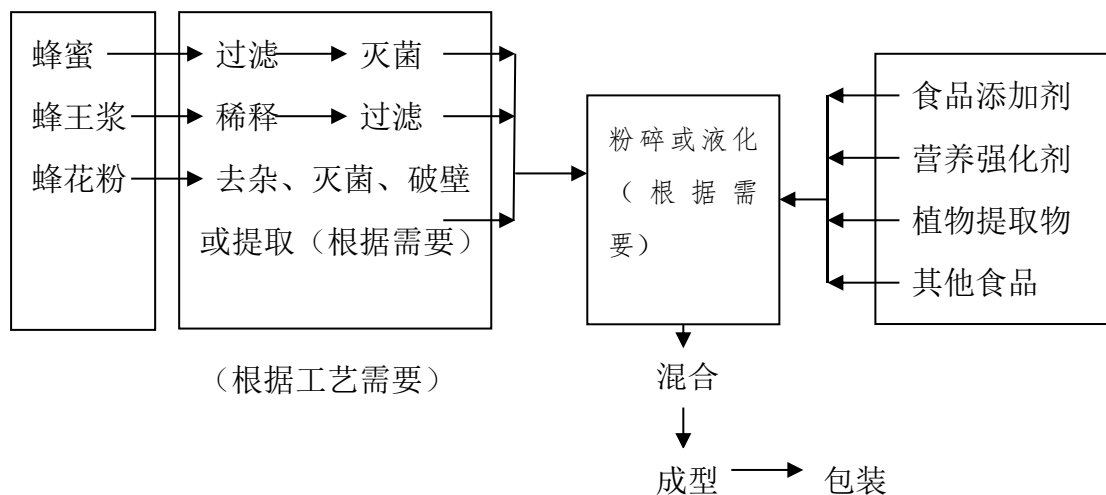 蜂蜜 过滤 灭菌
蜂王浆 稀释 过滤
蜂花粉 去杂、灭菌、破壁
或提取（根据需要）
（根据工艺需要）
粉碎或液化
（根据需
要）
食品添加剂
营养强化剂
植物提取物
其他食品
混合
成型 包装